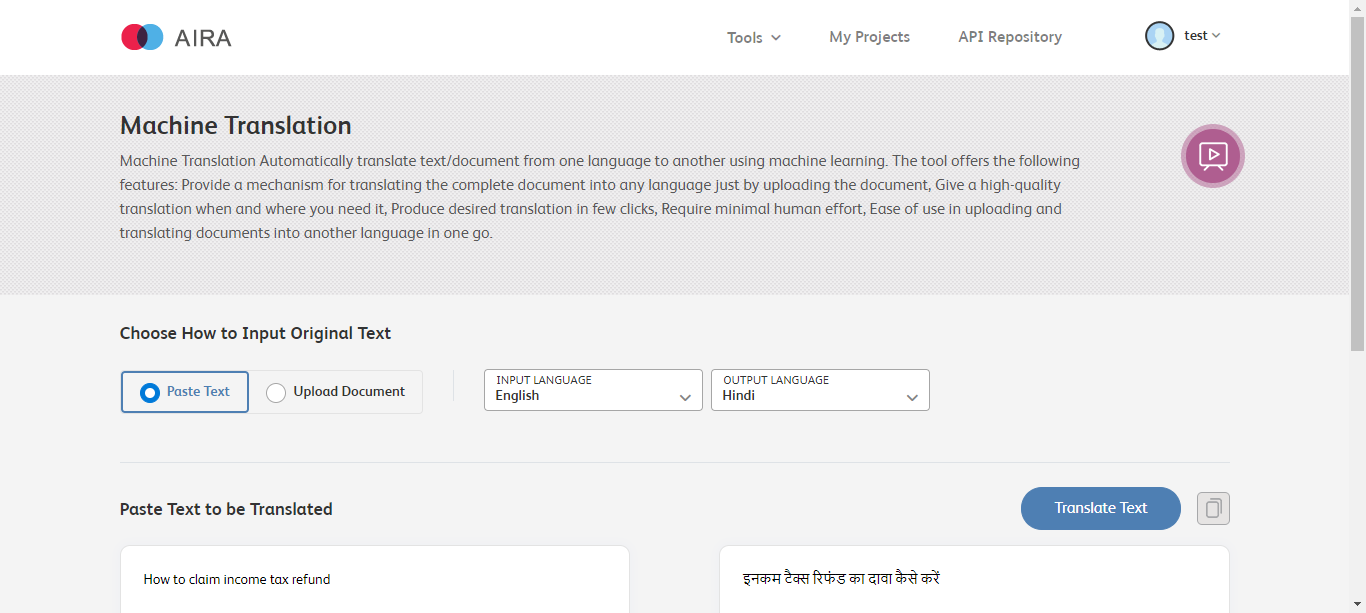 AIRA
Tools
My Projects
API Repository
test
Machine Translation
Machine Translation Automatically translate text/document from one language to another using machine learning. The tool offers the following
features: Provide a mechanism for translating the complete document into any language just by uploading the document, Give a high-quality
translation when and where you need it, Produce desired translation in few clicks, Require minimal human effort, Ease of use in uploading and
translating documents into another language in one go.
Choose How to Input Original Text
Paste Text
Upload Document
INPUT LANGUAGE
English
OUTPUT LANGUAGE
Hindi
Paste Text to be Translated
Translate Text
How to claim income tax refund
इनकम टैक्स रिफंड का दावा कैसे करें